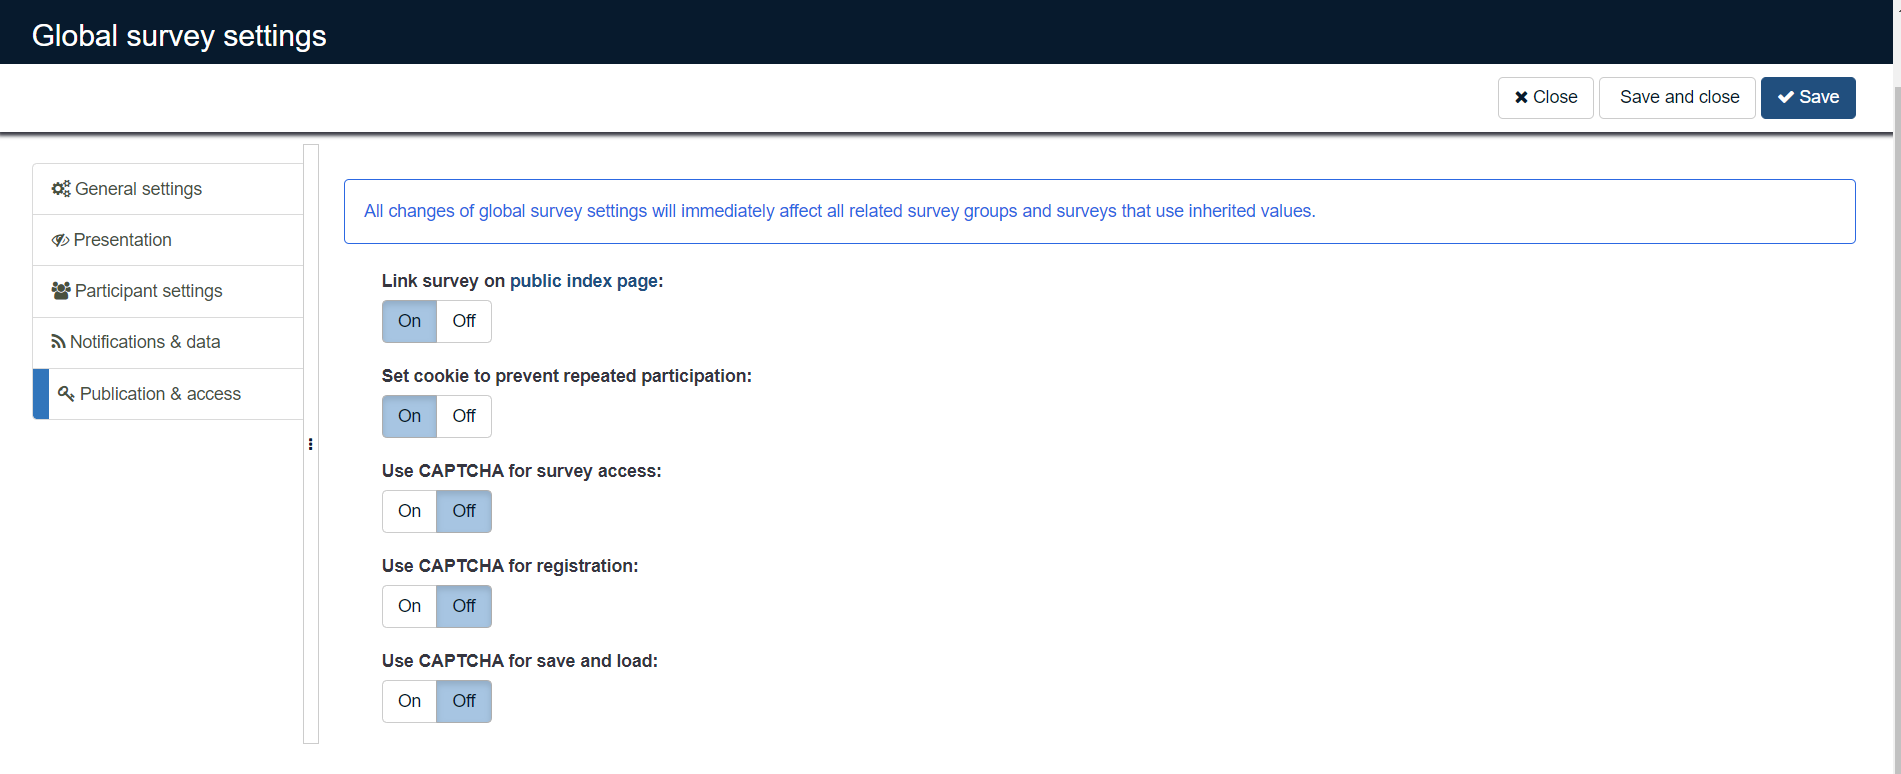 Global survey settings
Close
Save and close
Save
General settings
Presentation
Participant settings
Notifications & data
Publication & access
All changes of global survey settings will immediately affect all related survey groups and surveys that use inherited values.
Link survey on public index page:
On Off
Set cookie to prevent repeated participation:
On Off
Use CAPTCHA for survey access:
On Off
Use CAPTCHA for registration:
On Off
Use CAPTCHA for save and load:
On Off